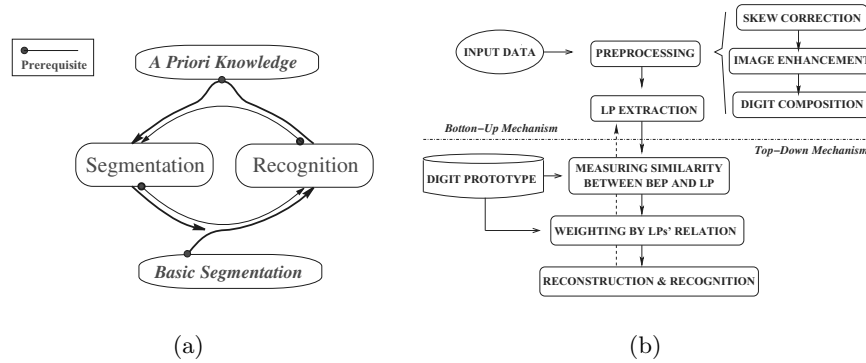 Prerequisite
A Priori Knowledge
Segmentation
Recognition
Basic Segmentation
(a)
INPUT DATA
PREPROCESSING
SKEW CORRECTION
IMAGE ENHANCEMENT
DIGIT COMPOSITION
LP EXTRACTION
Botton-Up Mechanism
Top-Down Mechanism
DIGIT PROTOTYPE
MEASURING SIMILARITY
BETWEEN BEP AND LP
WEIGHTING BY LPs' RELATION
RECONSTRUCTION & RECOGNITION
(b)